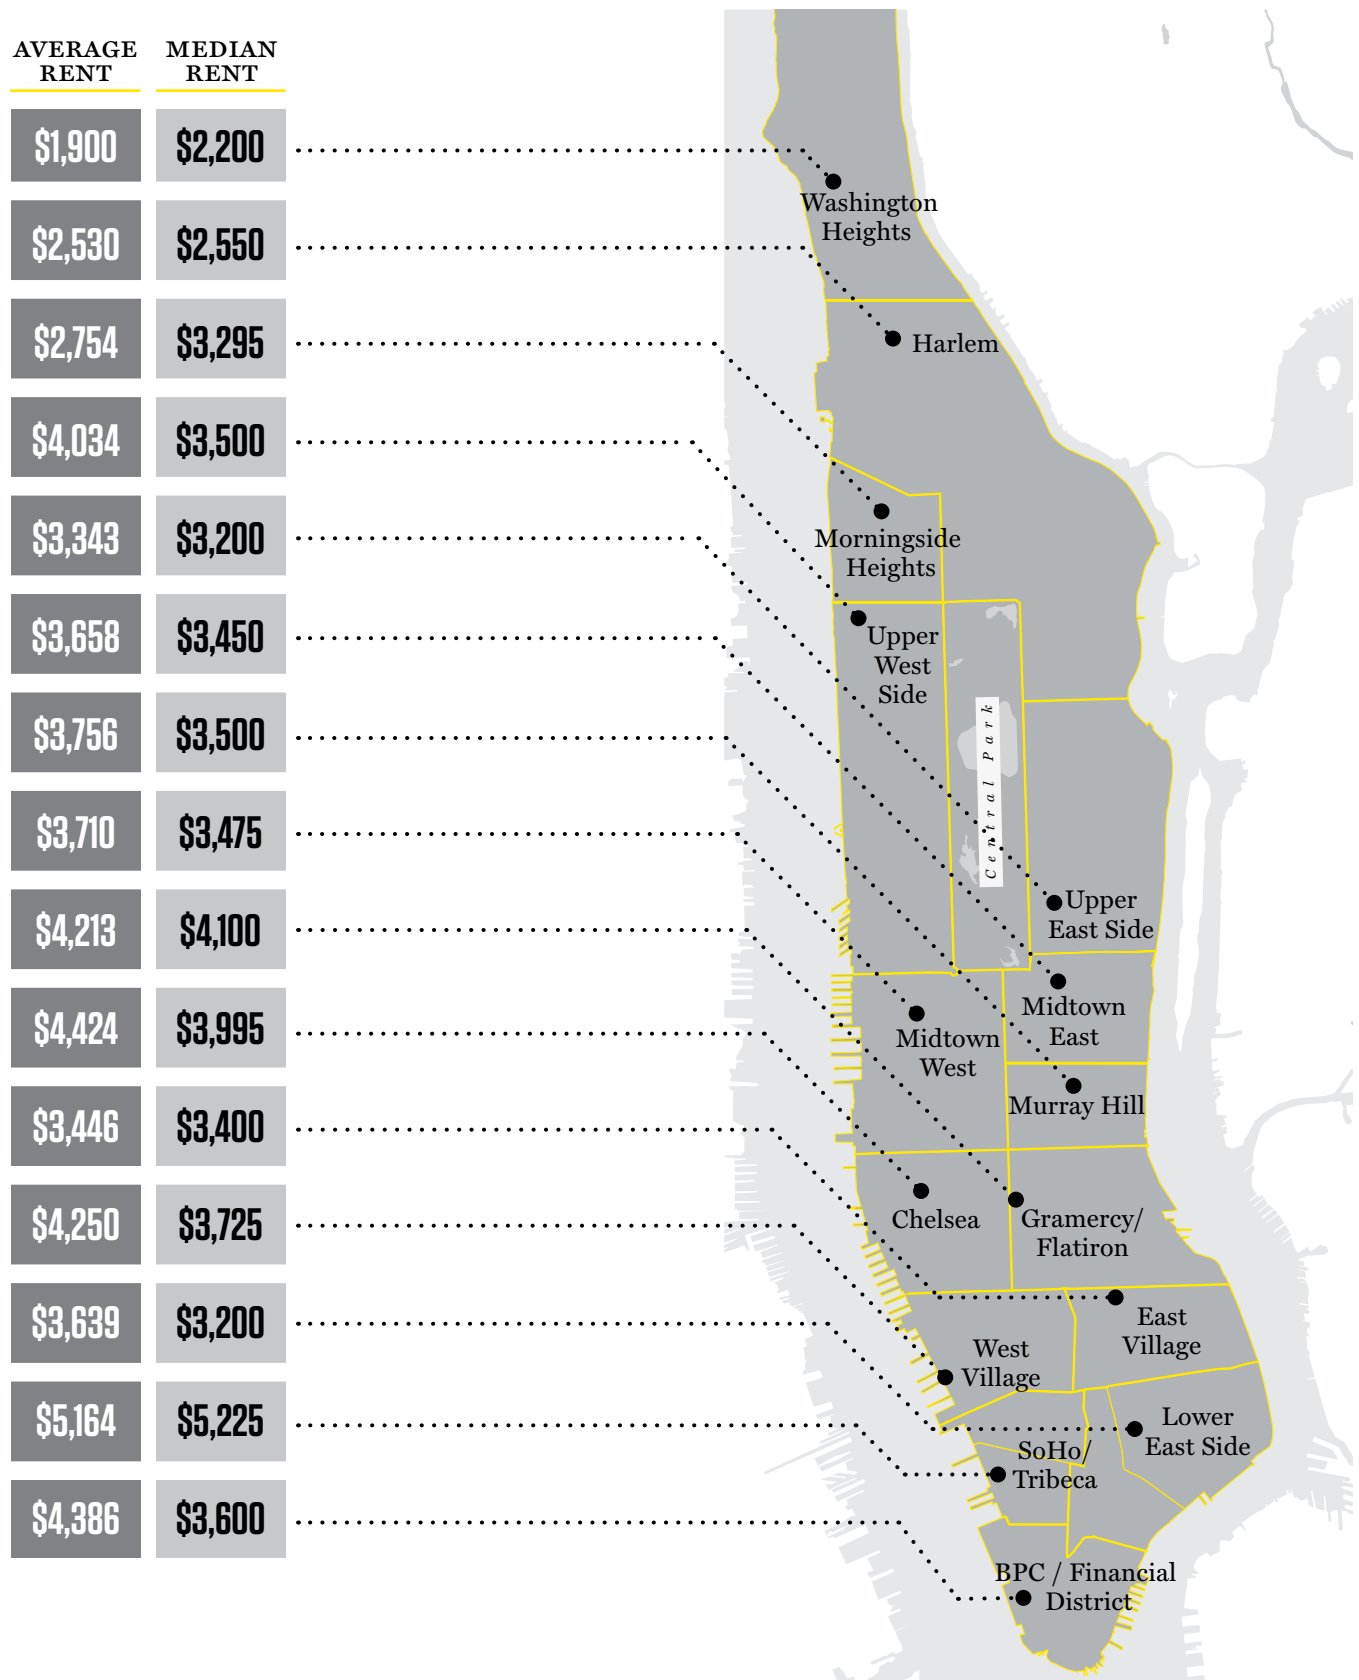 AVERAGE
RENT
MEDIAN
RENT
$1,900
$2,200
$2,530
$2,550
$2,754
$3,295
$4,034
$3,500
$3,343
$3,200
$3,658
$3,450
$3,756
$3,500
$3,710
$3,475
$4,213
$4,100
$4,424
$3,995
$3,446
$3,400
$4,250
$3,725
$3,639
$3,200
$5,164
$5,225
$4,386
$3,600
Washington
Heights
Harlem
Morningside
Heights
Upper
West
Side
Central Park
Upper
East Side
Midtown
East
Midtown
West
Murray Hill
Chelsea
Gramercy/
Flatiron
East
Village
West
Village
Lower
East Side
SoHo/
Tribeca
BPC / Financial
District